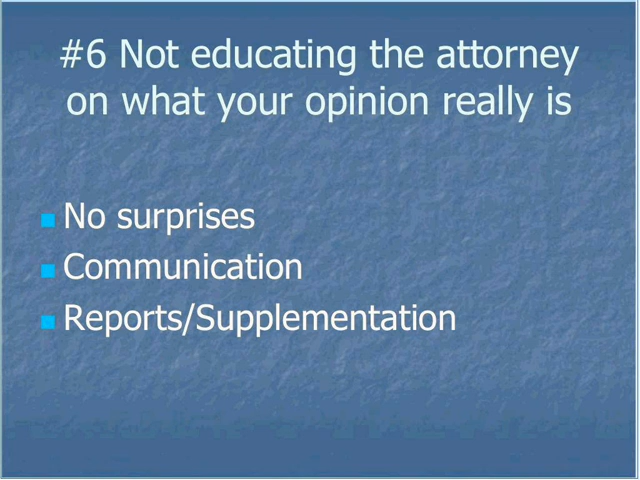 #6 Not educating the attorney
on what your opinion really is
No surprises
Communication
Reports/Supplementation